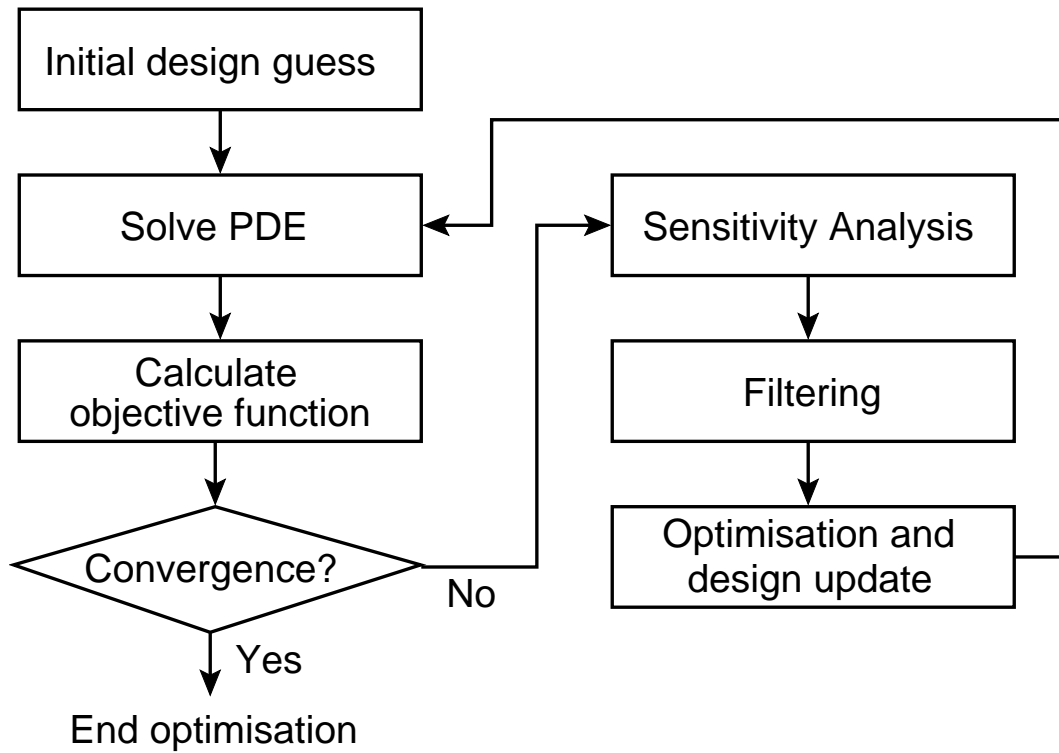 Initial design guess
Solve PDE
Calculate
objective function
Convergence?
No
Yes
End optimisation
Sensitivity Analysis
Filtering
Optimisation and
design update